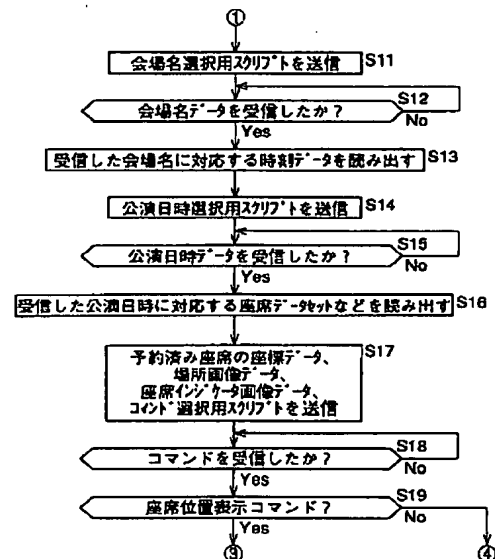 ①
会場名選択用スクリプトを送信 S11
会場名データを受信したか？ S12
Yes No
受信した会場名に対応する時刻データを読み出す S13
公演日時選択用スクリプトを送信 S14
公演日時データを受信したか？ S15
Yes No
受信した公演日時に対応する座席データセットなどを読み出す S16
S17
予約済み座席の座標データ、
場所画像データ、
座席インジケータ画像データ、
コマンド選択用スクリプトを送信
コマンドを受信したか？ S18
Yes No
座席位置表示コマンド？ S19
Yes No
③ ④